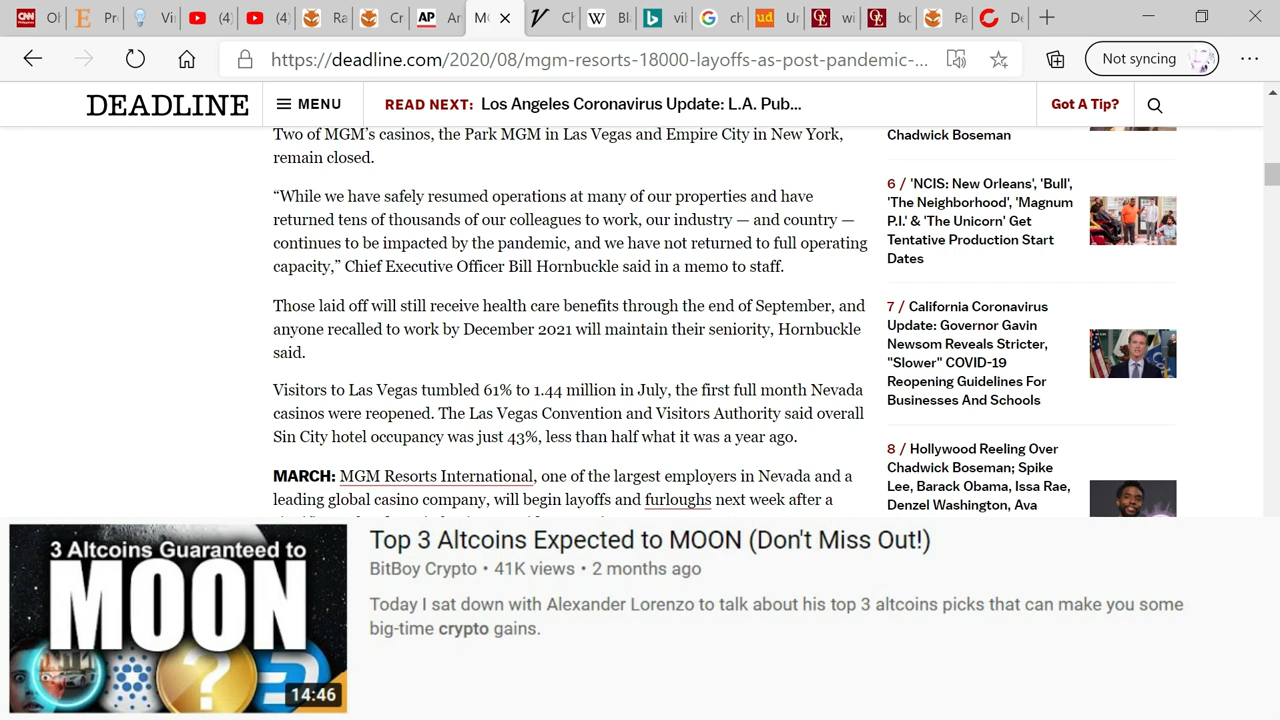 (4)
(4)
AP
ud
Not syncing
https://deadline.com/2020/08/mgm-resorts-18000-layoffs-as-post-pandemic-...
DEADLINE
MENU
READ NEXT: Los Angeles Coronavirus Update: L.A. Pub...
Got A Tip?
Two of MGM’s casinos, the Park MGM in Las Vegas and Empire City in New York,
remain closed.
“While we have safely resumed operations at many of our properties and have
returned tens of thousands of our colleagues to work, our industry — and country —
continues to be impacted by the pandemic, and we have not returned to full operating
capacity,” Chief Executive Officer Bill Hornbuckle said in a memo to staff.
Those laid off will still receive health care benefits through the end of September, and
anyone recalled to work by December 2021 will maintain their seniority, Hornbuckle
said.
Visitors to Las Vegas tumbled 61% to 1.44 million in July, the first full month Nevada
casinos were reopened. The Las Vegas Convention and Visitors Authority said overall
Sin City hotel occupancy was just 43%, less than half what it was a year ago.
MARCH: MGM Resorts International, one of the largest employers in Nevada and a
leading global casino company, will begin layoffs and furloughs next week after a
Chadwick Boseman
6 / 'NCIS: New Orleans', 'Bull',
'The Neighborhood', 'Magnum
P.I.' & 'The Unicorn' Get
Tentative Production Start
Dates
7 / California Coronavirus
Update: Governor Gavin
Newsom Reveals Stricter,
"Slower" COVID-19
Reopening Guidelines For
Businesses And Schools
8 / Hollywood Reeling Over
Chadwick Boseman; Spike
Lee, Barack Obama, Issa Rae,
Denzel Washington, Ava
3 Altcoins Guaranteed to
MOON
14:46
Top 3 Altcoins Expected to MOON (Don't Miss Out!)
BitBoy Crypto • 41K views • 2 months ago
Today I sat down with Alexander Lorenzo to talk about his top 3 altcoins picks that can make you some
big-time crypto gains.